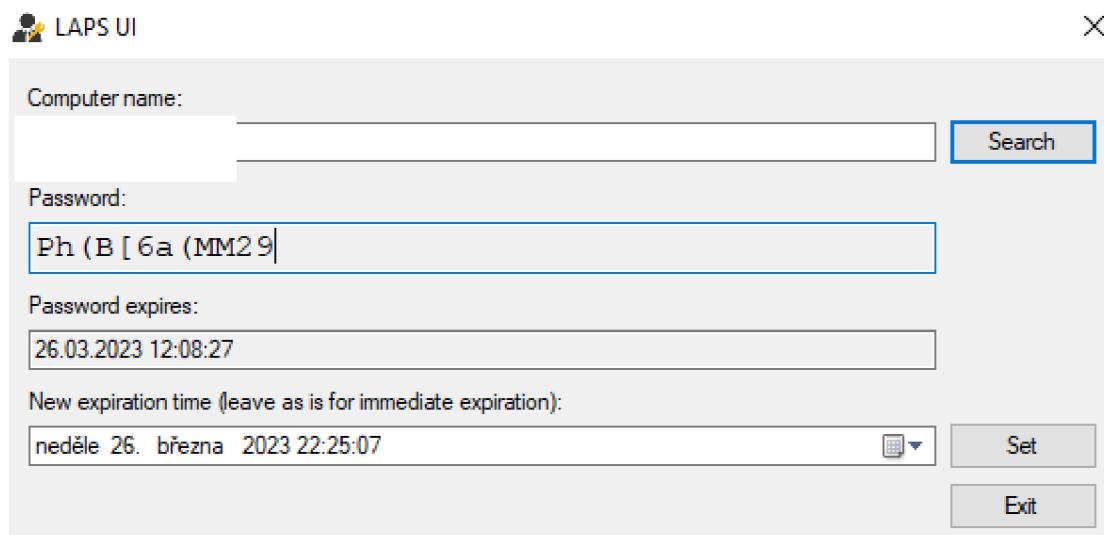 LAPS UI
Computer name:
Search
Password:
Ph(B[6a(MM29
Password expires:
26.03.2023 12:08:27
New expiration time (leave as is for immediate expiration):
neděle 26. března 2023 22:25:07
Set
Exit